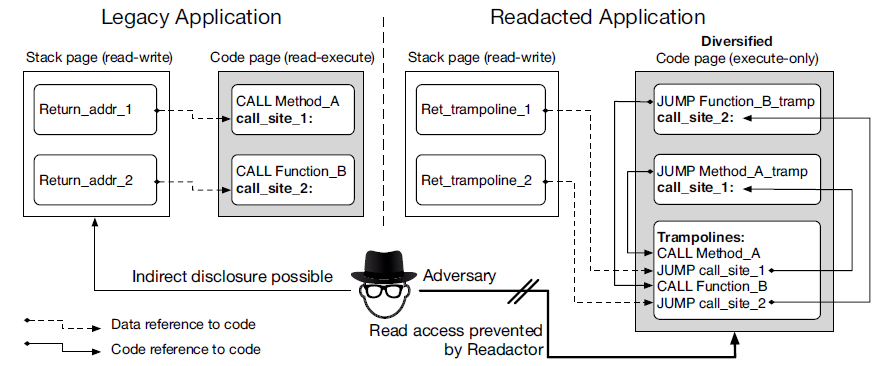 Legacy Application
Readacted Application
Stack page (read-write)
Code page (read-execute)
Return_addr_1
Return_addr_2
CALL Method_A
call_site_1:
CALL Function_B
call_site_2:
Stack page (read-write)
Diversified
Code page (execute-only)
Ret_trampoline_1
Ret_trampoline_2
JUMP Function_B_tramp
call_site_2:
JUMP Method_A_tramp
call_site_1:
Trampolines:
CALL Method_A
JUMP call_site_1
CALL Function_B
JUMP call_site_2
Indirect disclosure possible
Adversary
Read access prevented
by Readactor
Data reference to code
Code reference to code